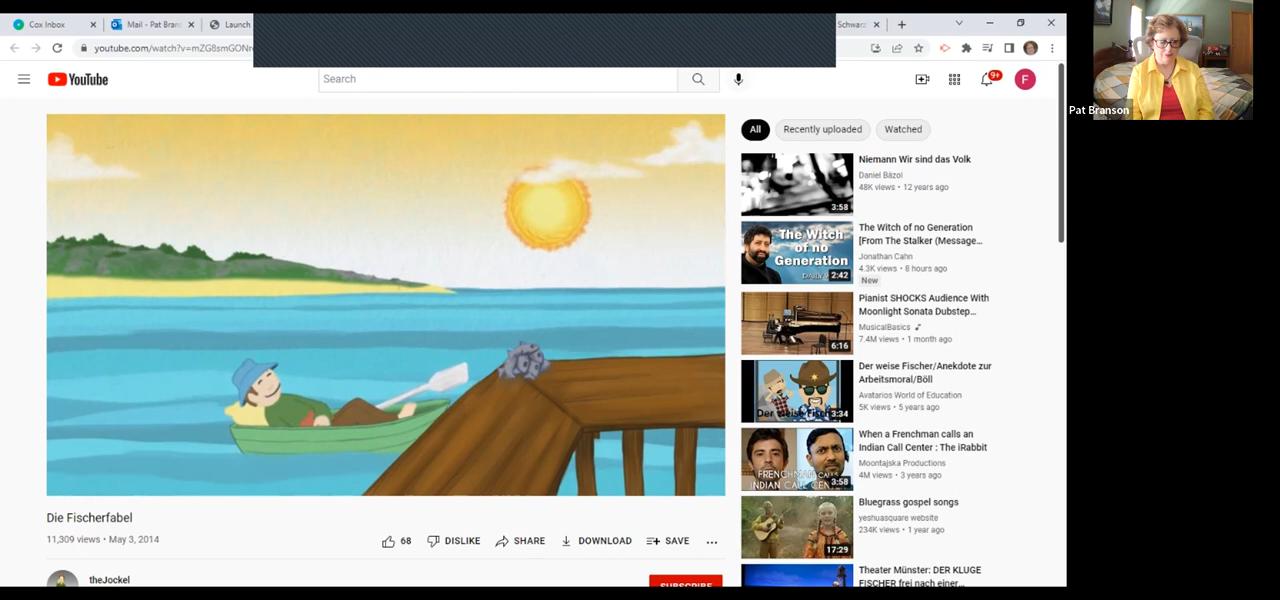 Cox Inbox
Mail - Pat Bran
Launch
Schwarz
youtube.com/watch?v=mZG8smGON
YouTube
Search
9+
F
Pat Branson
All
Recently uploaded
Watched
3:58
Niemann Wir sind das Volk
Daniel Bäzol
48K views • 12 years ago
The Witch
of no
Generation
2:42
The Witch of no Generation
[From The Stalker (Message...
Jonathan Cahn
4.3K views • 8 hours ago
New
6:16
Pianist SHOCKS Audience With
Moonlight Sonata Dubstep...
MusicalBasics
7.4M views • 1 month ago
3:34
Der weise Fischer/Anekdote zur
Arbeitsmoral/Böll
Avatarios World of Education
5K views • 5 years ago
FRENCHMAN CALLS
INDIAN CALL CEN
3:58
When a Frenchman calls an
Indian Call Center : The iRabbit
Moontajska Productions
4M views • 3 years ago
17:29
Bluegrass gospel songs
yeshuasquare website
234K views • 1 year ago
Theater Münster: DER KLUGE
FISCHER frei nach einer...
Die Fischerfabel
11,309 views • May 3, 2014
68
DISLIKE
SHARE
DOWNLOAD
SAVE
theJockel
SUBSCRIBE